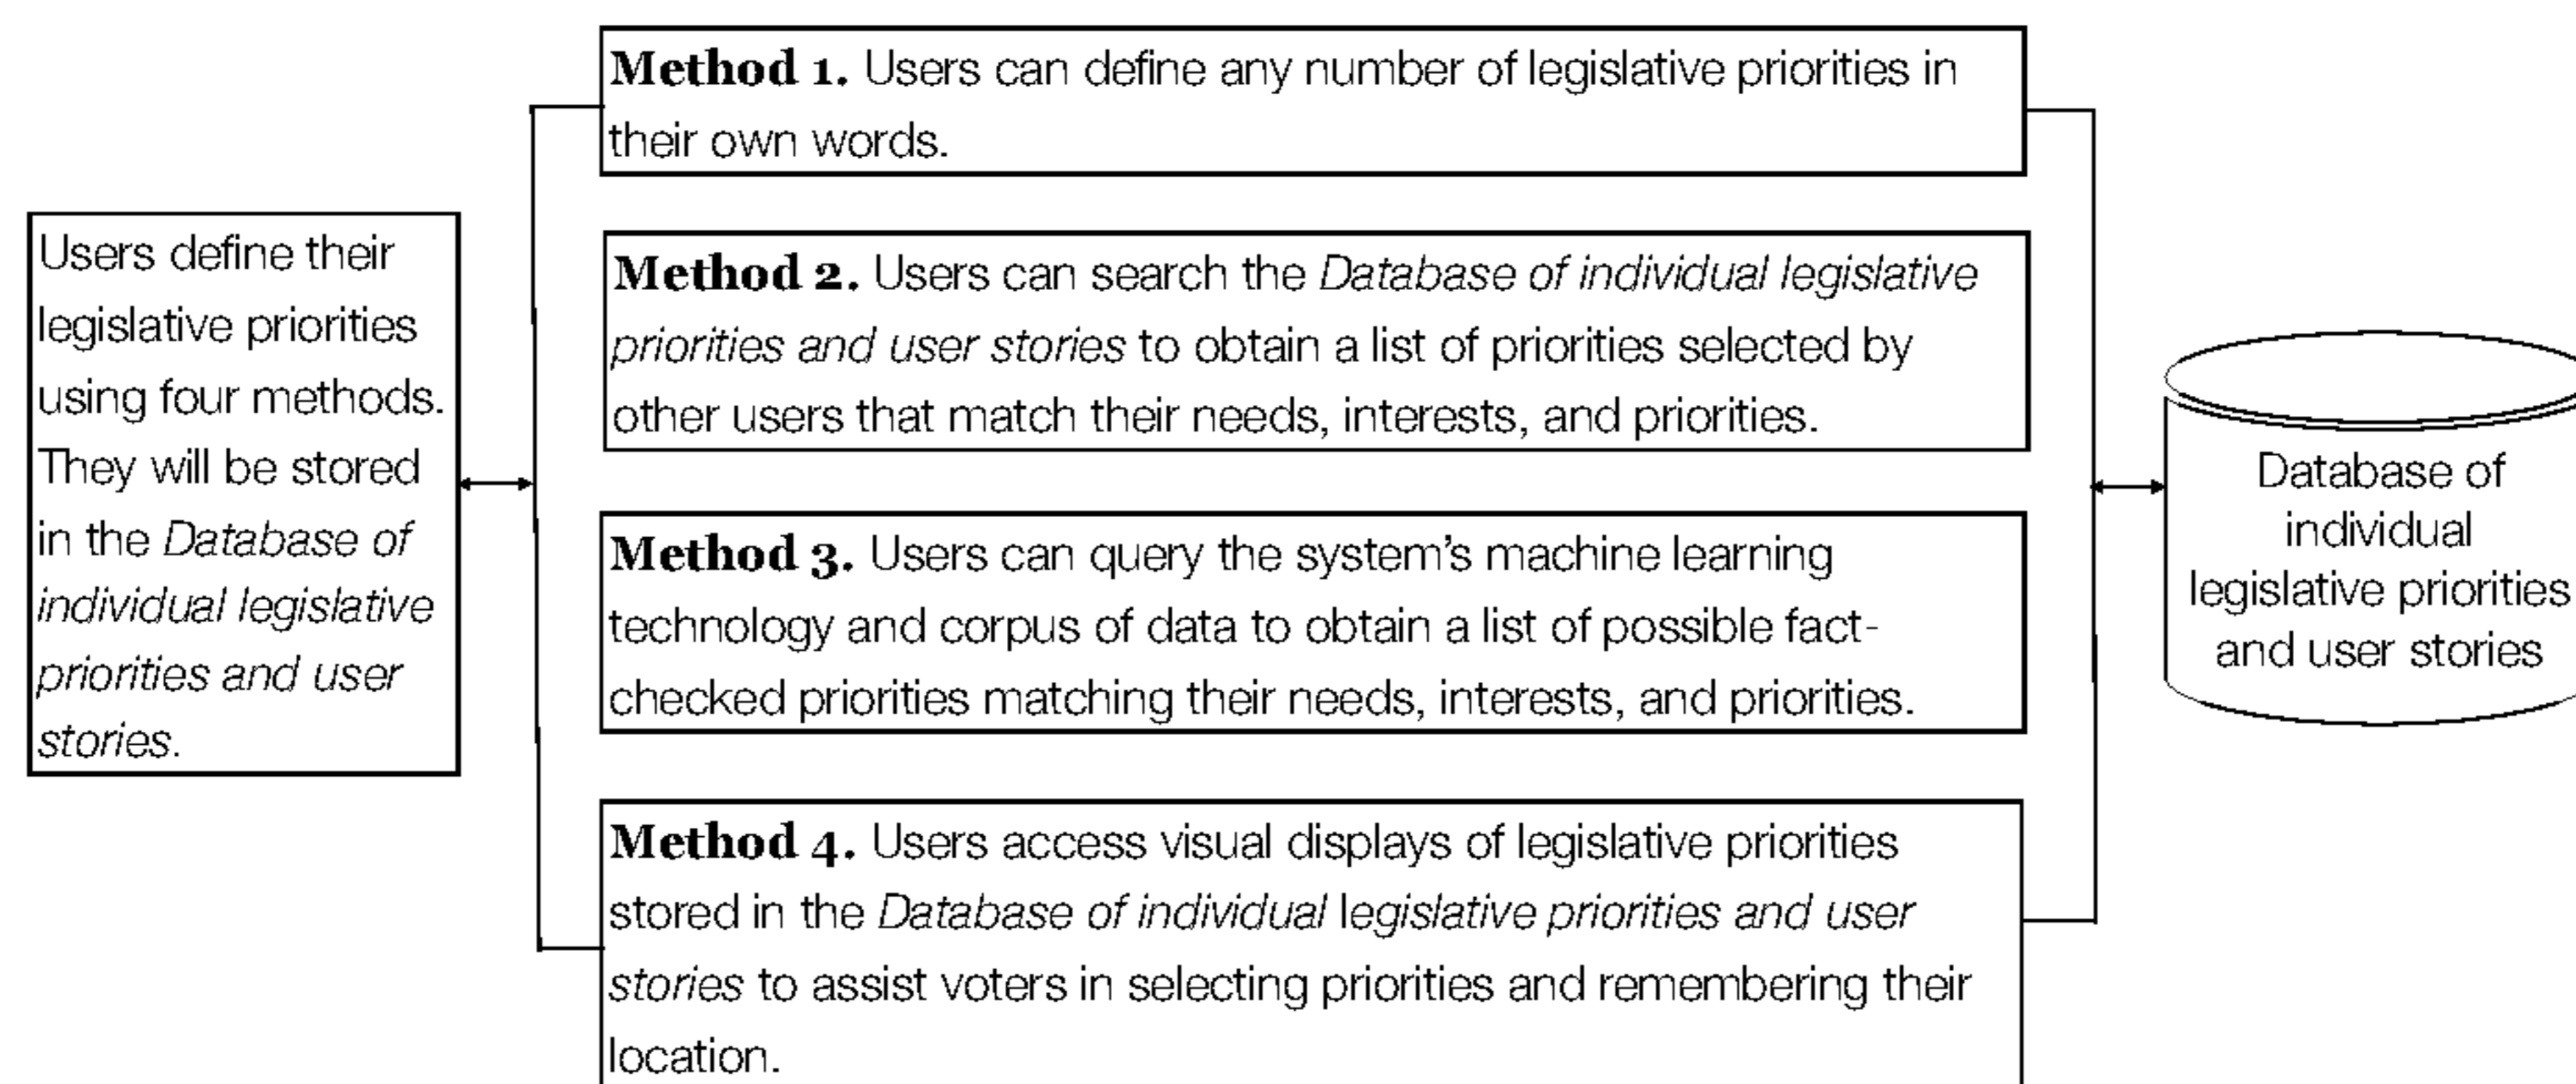 Users define their
legislative priorities
using four methods.
They will be stored
in the Database of
individual legislative
priorities and user
stories.
Method 1. Users can define any number of legislative priorities in
their own words.
Method 2. Users can search the Database of individual legislative
priorities and user stories to obtain a list of priorities selected by
other users that match their needs, interests, and priorities.
Method 3. Users can query the system's machine learning
technology and corpus of data to obtain a list of possible fact-
checked priorities matching their needs, interests, and priorities.
Method 4. Users access visual displays of legislative priorities
stored in the Database of individual legislative priorities and user
stories to assist voters in selecting priorities and remembering their
location.
Database of
individual
legislative priorities
and user stories